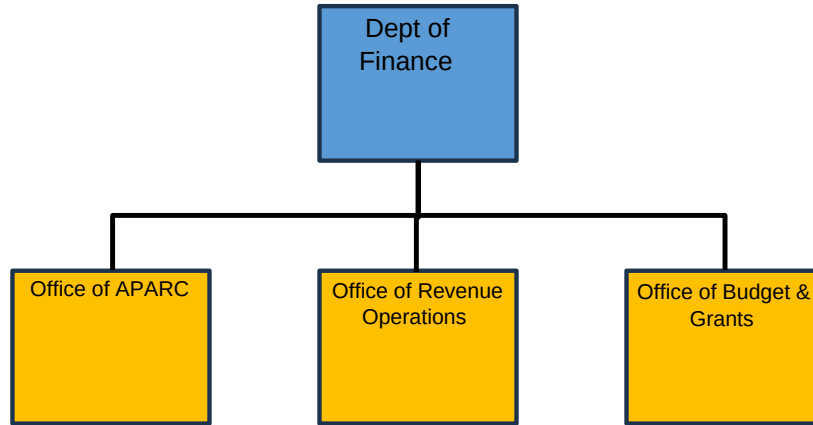 Dept of
Finance
Office of APARC
Office of Revenue
Operations
Office of Budget &
Grants